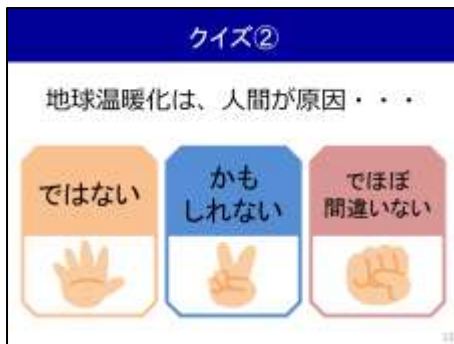 クイズ②
地球温暖化は、人間が原因・・・
ではない
かも
しれない
でほぼ
間違いない